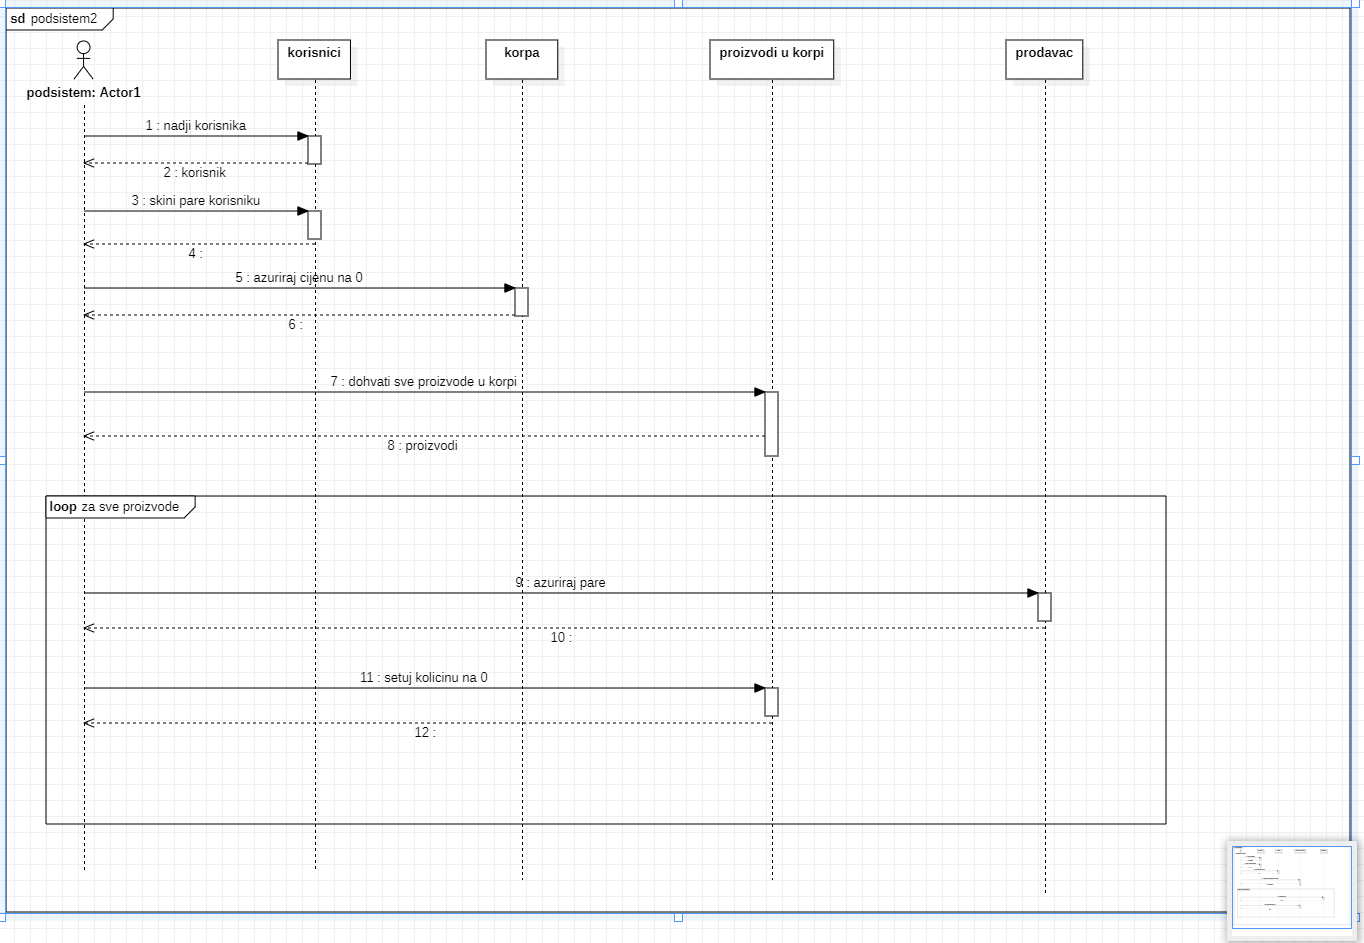 sd podsistem2
podsistem: Actor1
korisnici
korpa
proizvodi u korpi
prodavac
1 : nadji korisnika
2 : korisnik
3 : skini pare korisniku
4 :
5 : azuriraj cijenu na 0
6 :
7 : dohvati sve proizvode u korpi
8 : proizvodi
loop za sve proizvode
9 : azuriraj pare
10 :
11 : setuj kolicinu na 0
12 :